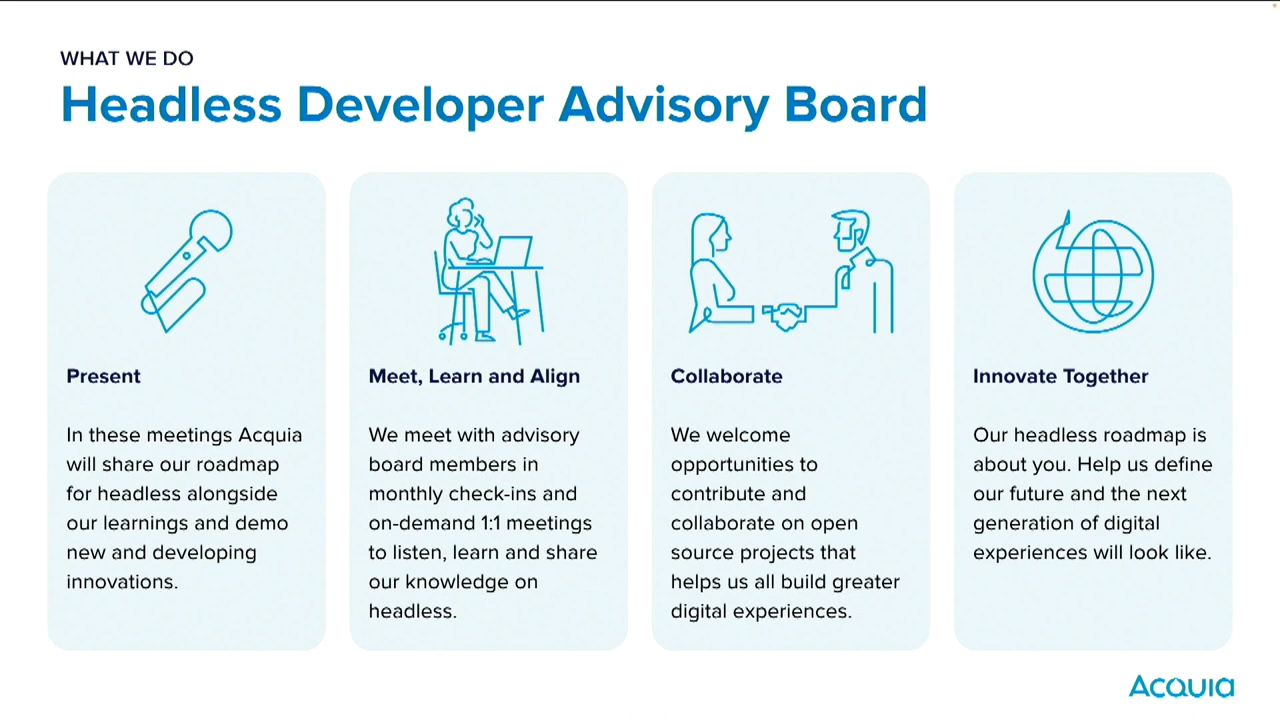 WHAT WE DO
Headless Developer Advisory Board
Present
In these meetings Acquia
will share our roadmap
for headless alongside
our learnings and demo
new and developing
innovations.
Meet, Learn and Align
We meet with advisory
board members in
monthly check-ins and
on-demand 1:1 meetings
to listen, learn and share
our knowledge on
headless.
Collaborate
We welcome
opportunities to
contribute and
collaborate on open
source projects that
helps us all build greater
digital experiences.
Innovate Together
Our headless roadmap is
about you. Help us define
our future and the next
generation of digital
experiences will look like.
ACQUIA